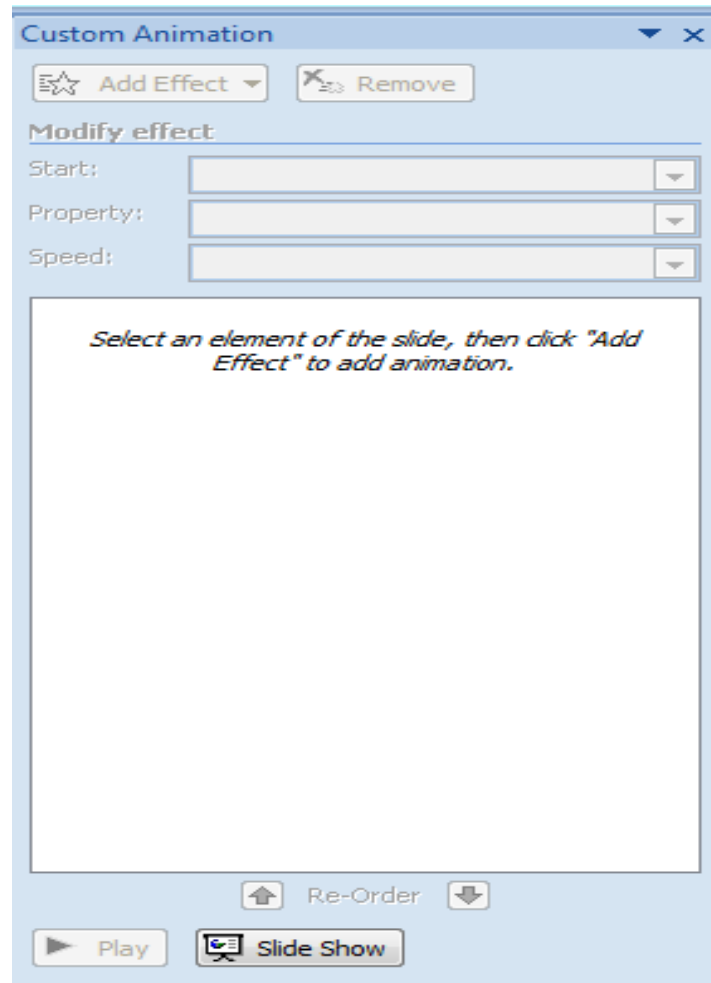 Custom Animation
Add Effect Remove
Modify effect
Start:
Property:
Speed:
Select an element of the slide, then click "Add
Effect" to add animation.
Re-Order
Play Slide Show